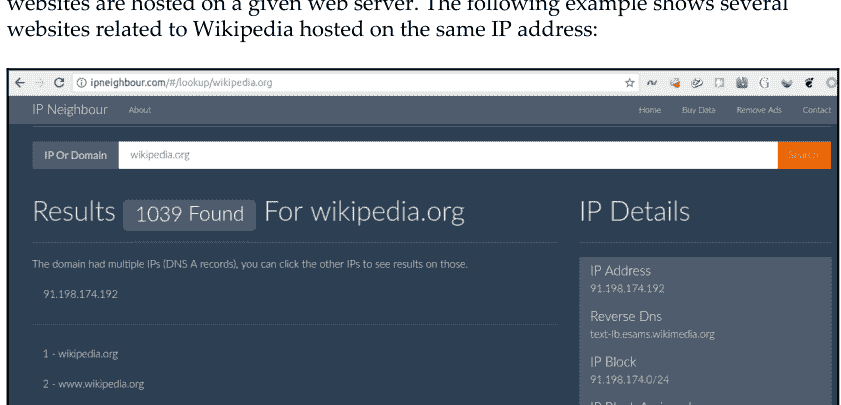 websites are hosted on a given web server. The following example shows several
websites related to Wikipedia hosted on the same IP address:
ipneighbour.com/#/lookup/wikipedia.org
IP Neighbour About Home Buy Data Remove Ads Contact
IP Or Domain wikipedia.org Search
Results 1039 Found For wikipedia.org
IP Details
The domain had multiple IPs (DNS A records), you can click the other IPs to see results on those.
91.198.174.192
1 - wikipedia.org
2 - www.wikipedia.org
IP Address
91.198.174.192
Reverse Dns
text-lb.esams.wikimedia.org
IP Block
91.198.174.0/24